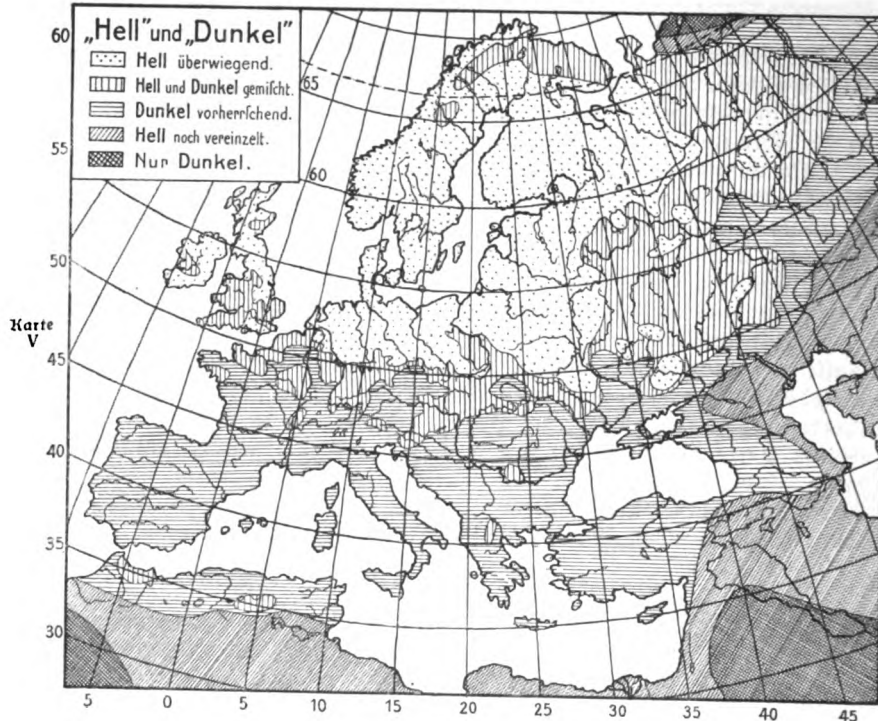 „Hell" und „Dunkel"
Hell überwiegend.
Hell und Dunkel gemiſcht.
Dunkel vorherrſchend.
Hell noch vereinzelt.
Nur Dunkel.
Karte
V
60
55
50
45
40
35
30
65
60
5
0
5
10
15
20
25
30
35
40
45